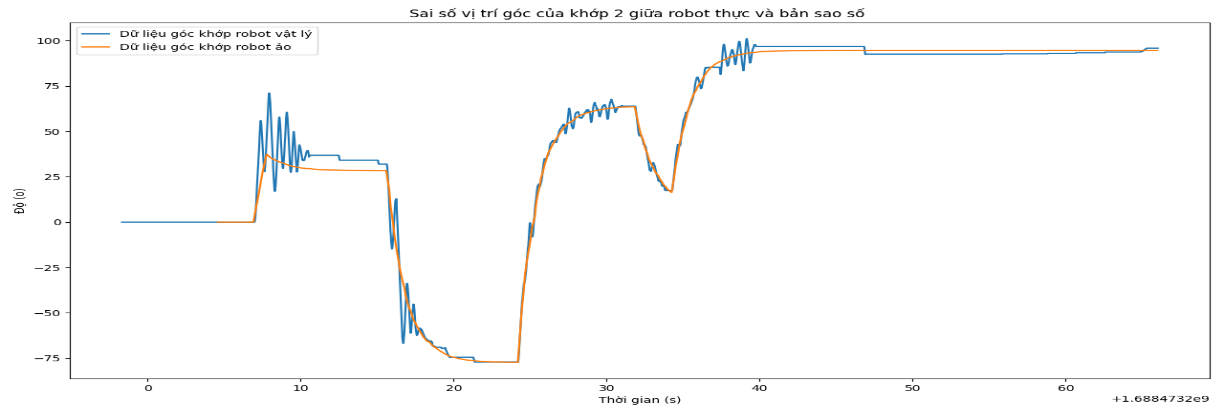 Sai số vị trí góc của khớp 2 giữa robot thực và bản sao số
Dữ liệu góc khớp robot vật lý
Dữ liệu góc khớp robot ảo
100
75
50
25
0
−25
−50
−75
Độ (o)
0 10 20 30 40 50 60
Thời gian (s)
+1.6884732e9